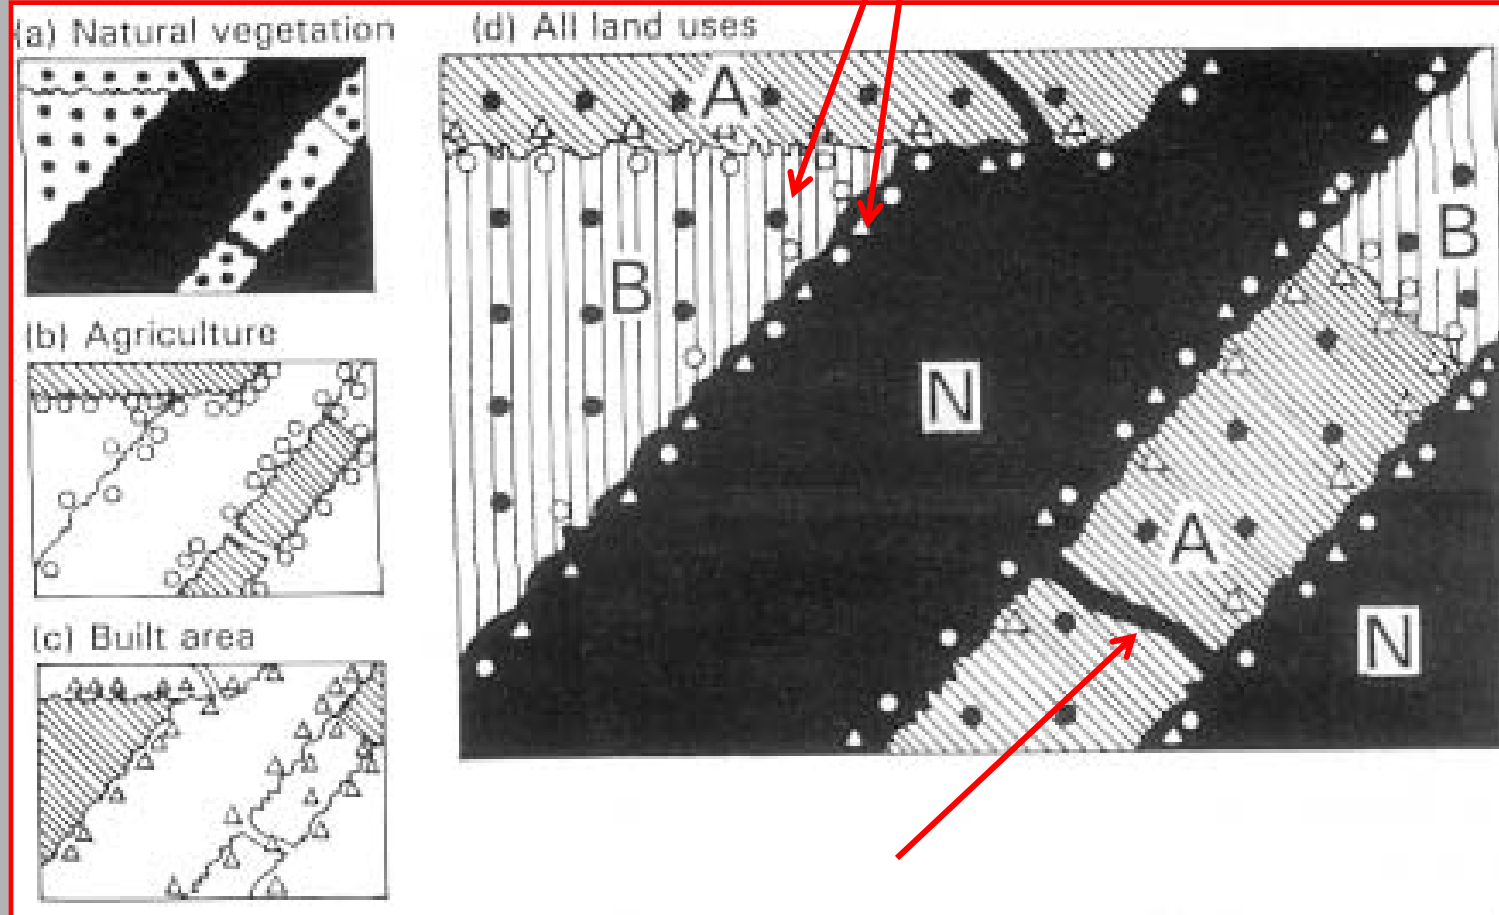 (a) Natural vegetation
(d) All land uses
A
B
B
N
A
N
(b) Agriculture
(c) Built area